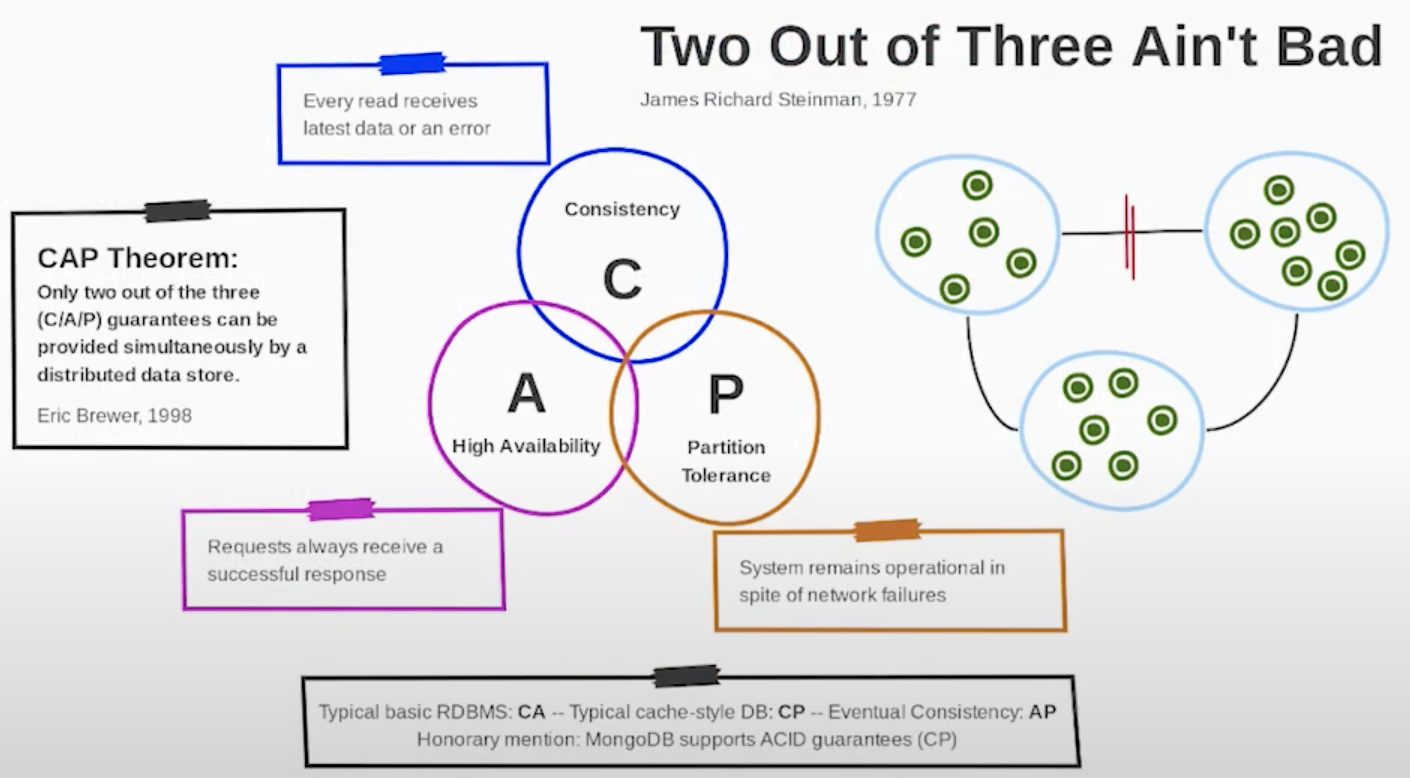 Two Out of Three Ain't Bad
James Richard Steinman, 1977
Every read receives
latest data or an error
CAP Theorem:
Only two out of the three
(C/A/P) guarantees can be
provided simultaneously by a
distributed data store.
Eric Brewer, 1998
Consistency
C
A
High Availability
P
Partition
Tolerance
Requests always receive a
successful response
System remains operational in
spite of network failures
Typical basic RDBMS: CA -- Typical cache-style DB: CP -- Eventual Consistency: AP
Honorary mention: MongoDB supports ACID guarantees (CP)